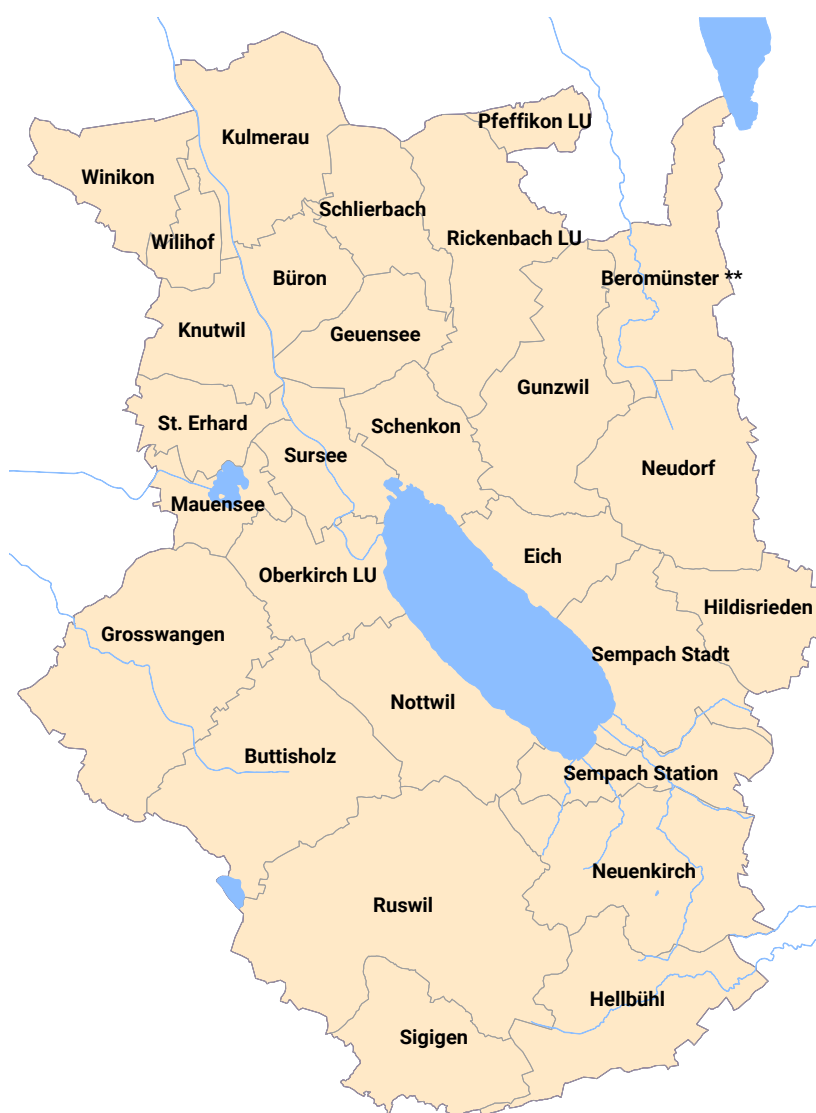 Pfeffikon LU
Kulmerau
Winikon
Schlierbach
Rickenbach LU
Wilihof
Büron
Beromünster **
Knutwil
Geuensee
Gunzwil
St. Erhard
Schenkon
Sursee
Neudorf
Mauensee
Eich
Oberkirch LU
Hildisrieden
Grosswangen
Sempach Stadt
Nottwil
Buttisholz
Sempach Station
Neuenkirch
Ruswil
Hellbühl
Sigigen